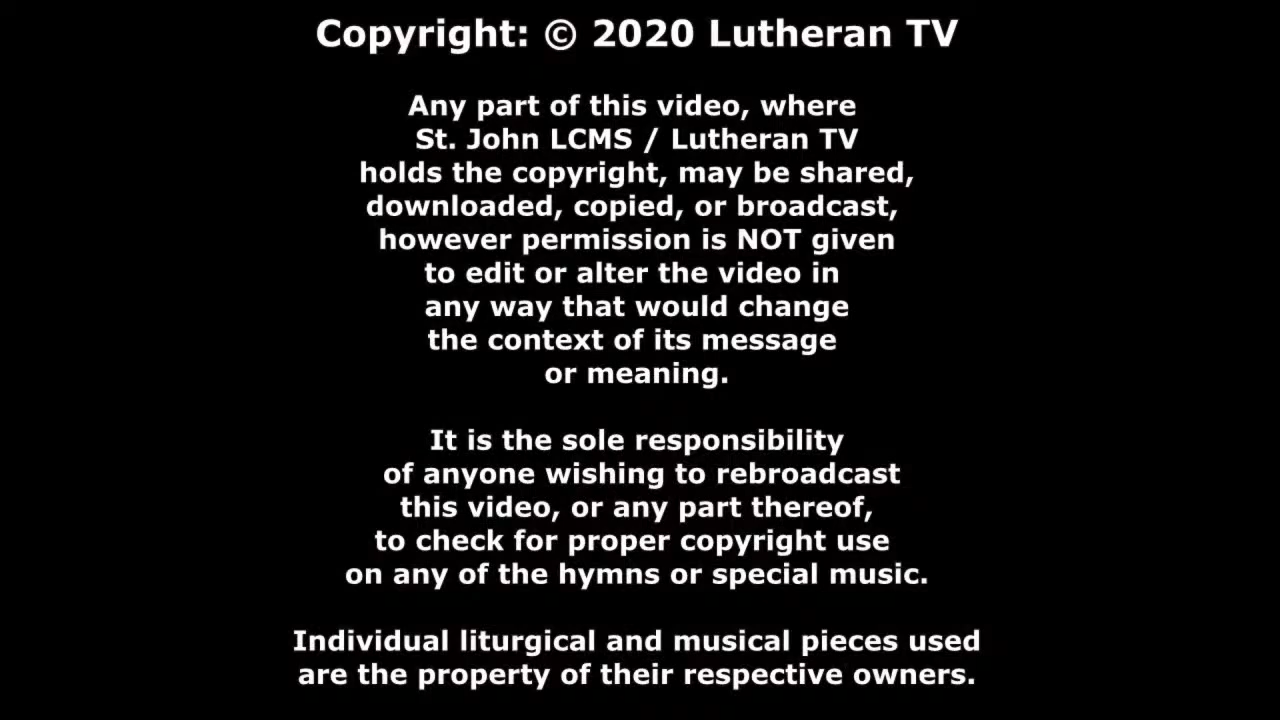 Copyright: © 2020 Lutheran TV
Any part of this video, where
St. John LCMS / Lutheran TV
holds the copyright, may be shared,
downloaded, copied, or broadcast,
however permission is NOT given
to edit or alter the video in
any way that would change
the context of its message
or meaning.
It is the sole responsibility
of anyone wishing to rebroadcast
this video, or any part thereof,
to check for proper copyright use
on any of the hymns or special music.
Individual liturgical and musical pieces used
are the property of their respective owners.